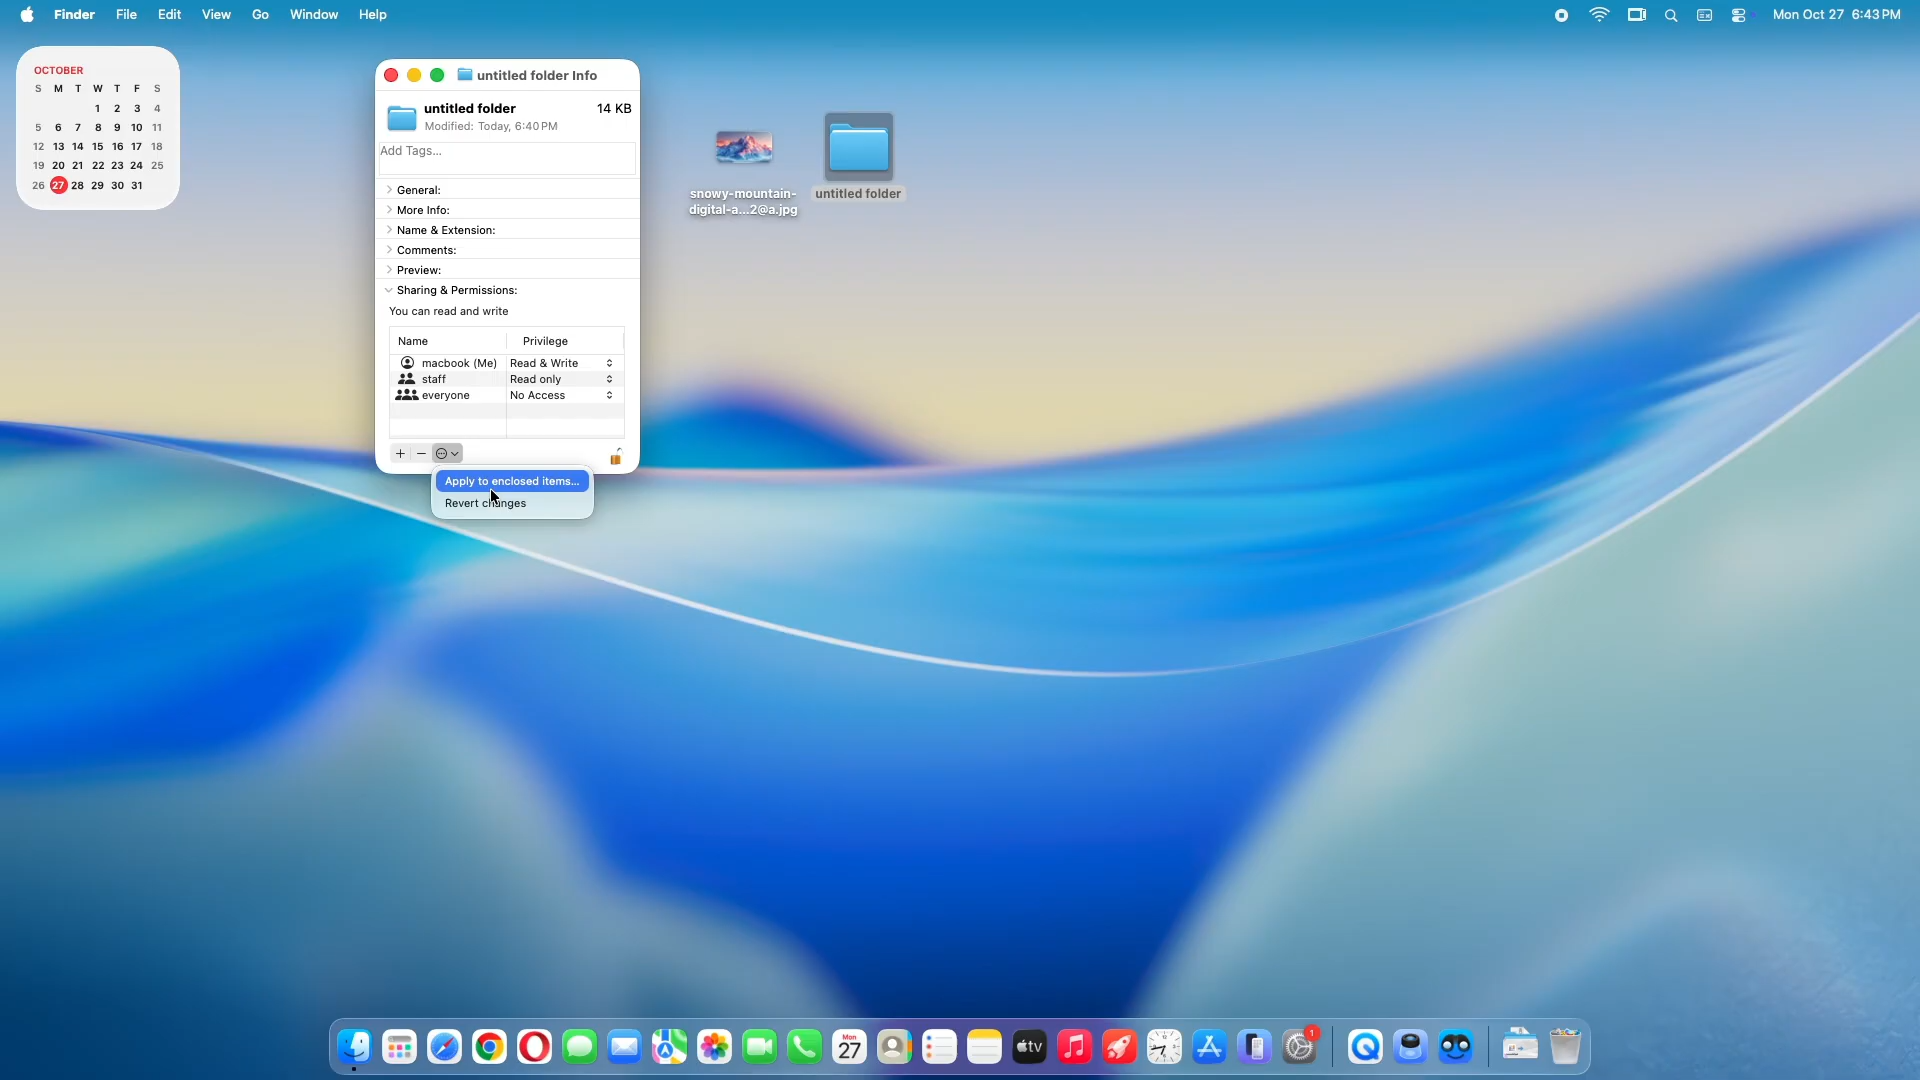 Finder File Edit View Go Window Help
Mon Oct 27 6:43 PM
OCTOBER
S M T W T F S
1 2 3 4
5 6 7 8 9 10 11
12 13 14 15 16 17 18
19 20 21 22 23 24 25
26 27 28 29 30 31
untitled folder Info
untitled folder 14 KB
Modified: Today, 6:40 PM
Add Tags...
General:
More Info:
Name & Extension:
Comments:
Preview:
Sharing & Permissions:
You can read and write
Name Privilege
macbook (Me) Read & Write
staff Read only
everyone No Access
Apply to enclosed items...
Revert changes
snowy-mountain-
digital-a...2@a.jpg
untitled folder
Mon
27
tv
1